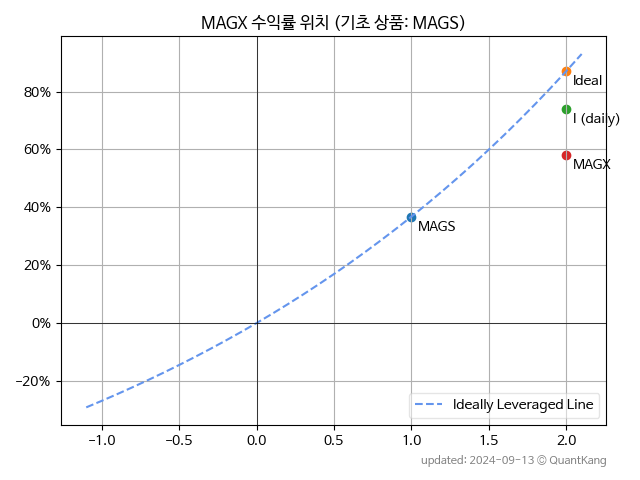 MAGX 수익률 위치 (기초 상품: MAGS)
80%
60%
40%
20%
0%
−20%
Ideal
I (daily)
MAGX
MAGS
Ideally Leveraged Line
−1.0 −0.5 0.0 0.5 1.0 1.5 2.0
updated: 2024-09-13 © QuantKang